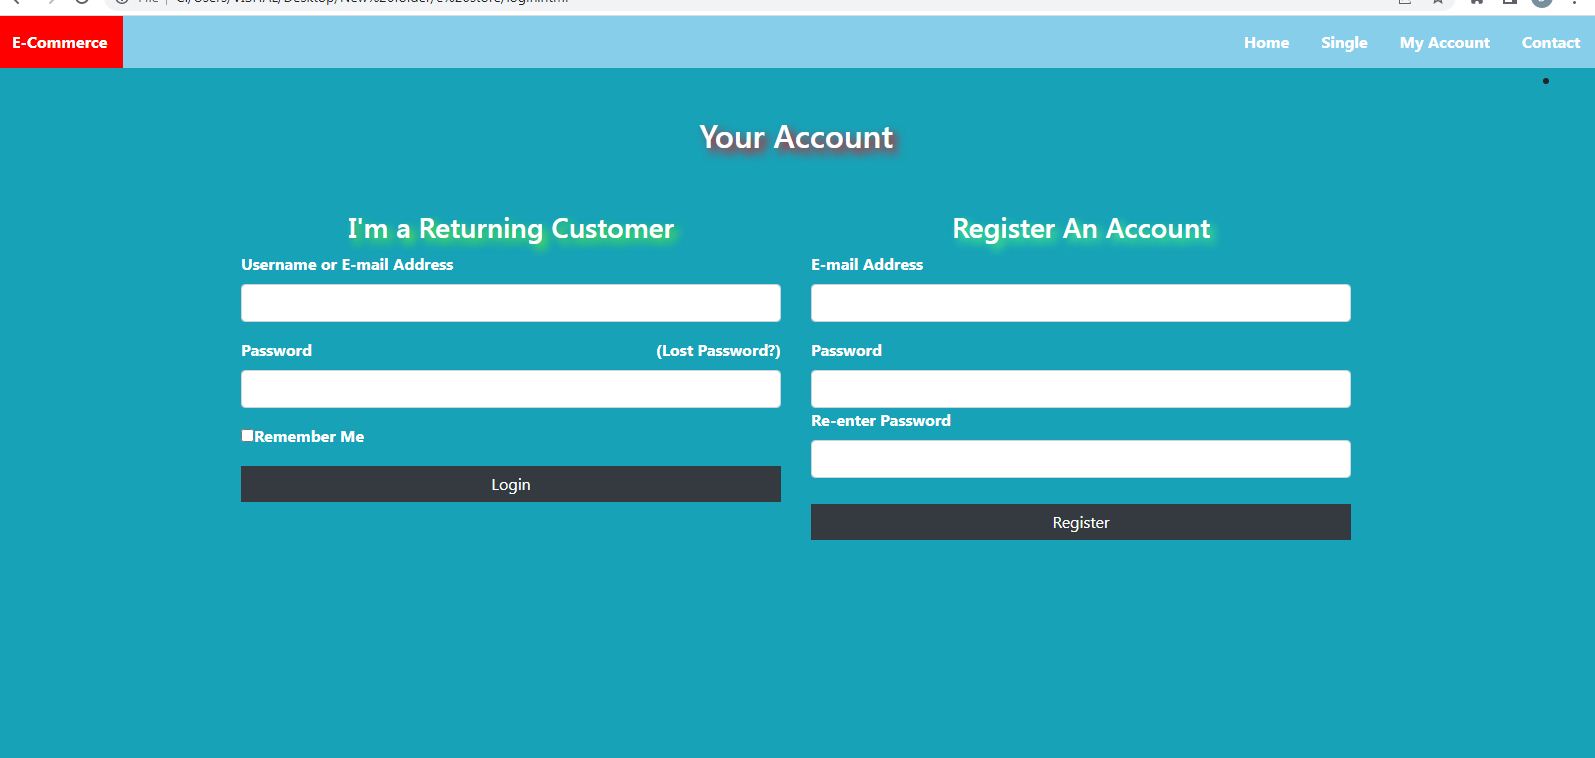 E-Commerce
Home Single My Account Contact
Your Account
I'm a Returning Customer
Username or E-mail Address
Password (Lost Password?)
Remember Me
Login
Register An Account
E-mail Address
Password
Re-enter Password
Register